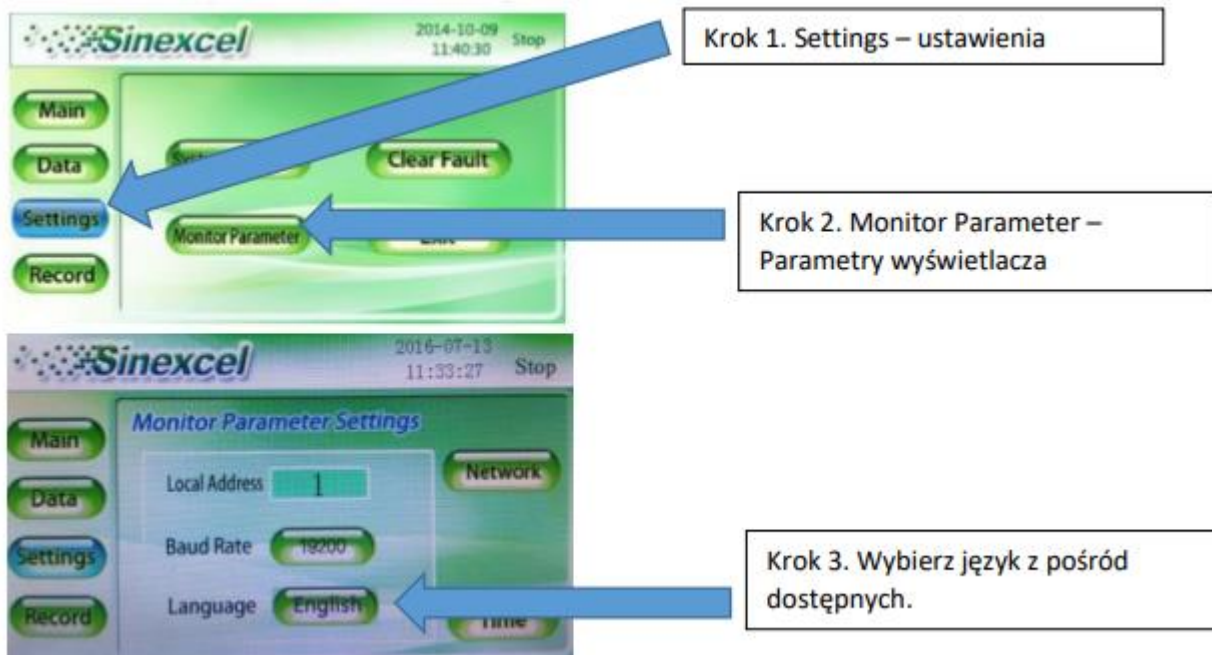 Sinexcel
2014-10-09
11:40:30
Stop
Krok 1. Settings – ustawienia
Main
Data
Clear Fault
Settings
Monitor Parameter
Krok 2. Monitor Parameter –
Parametry wyświetlacza
Record
Sinexcel
2016-07-13
11:33:27
Stop
Monitor Parameter Settings
Main
Local Address 1
Network
Data
Baud Rate 19200
Settings
Krok 3. Wybierz język z pośród
dostępnych.
Language English
Record
Time